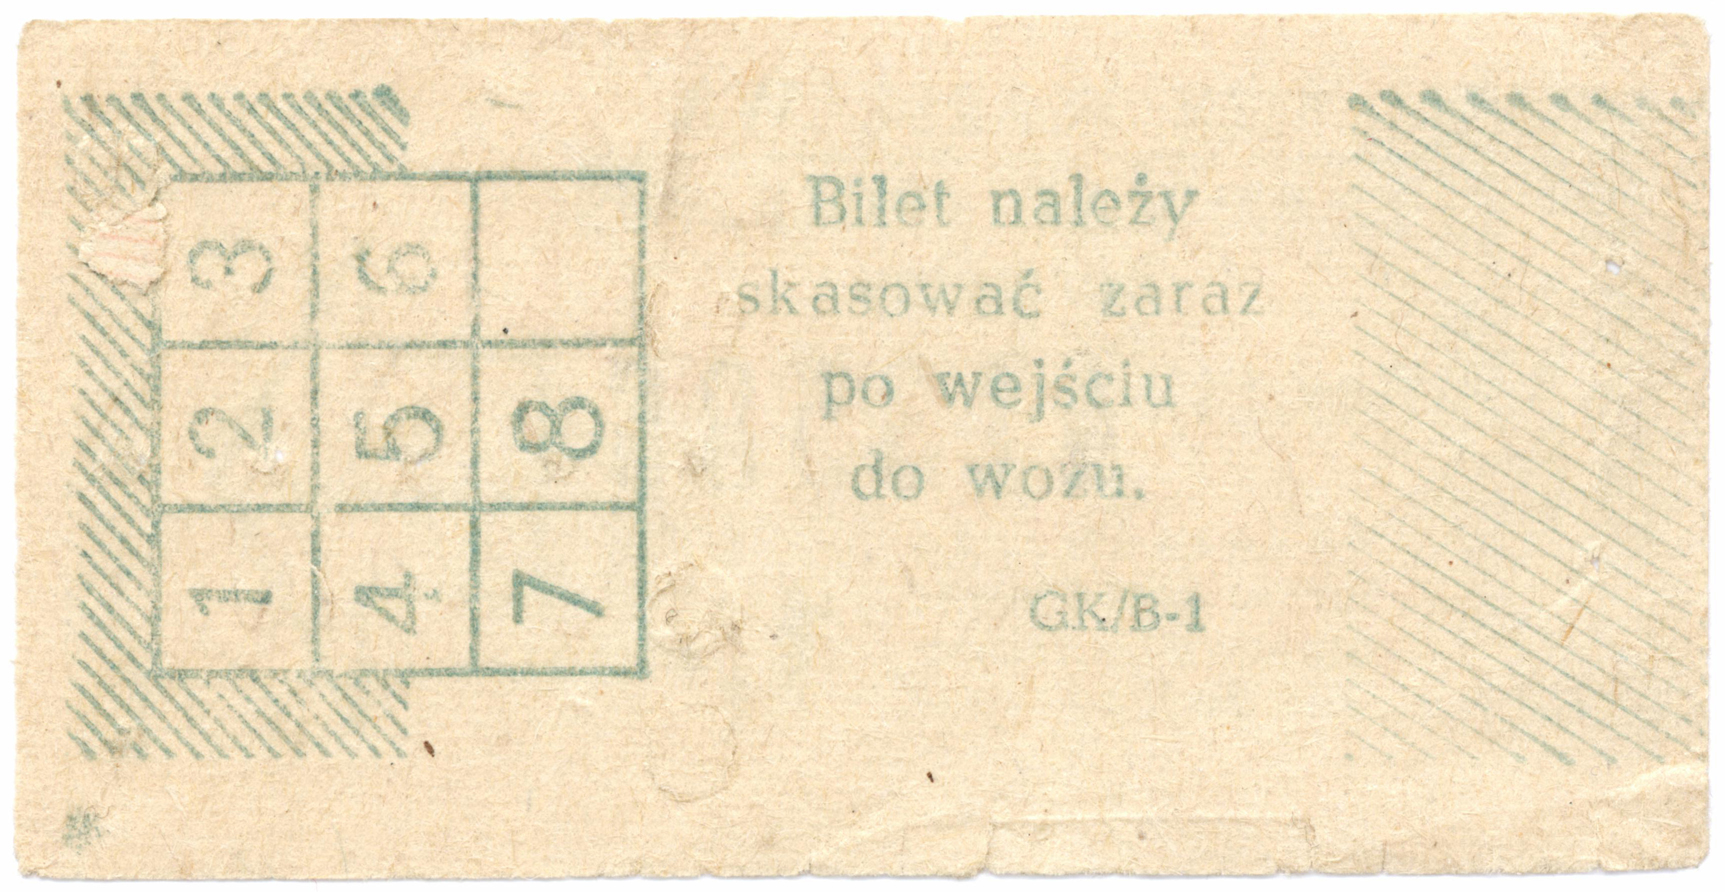 3 6
2 5 8
1 4 7
Bilet należy
skasować zaraz
po wejściu
do wozu.
GK/B-1